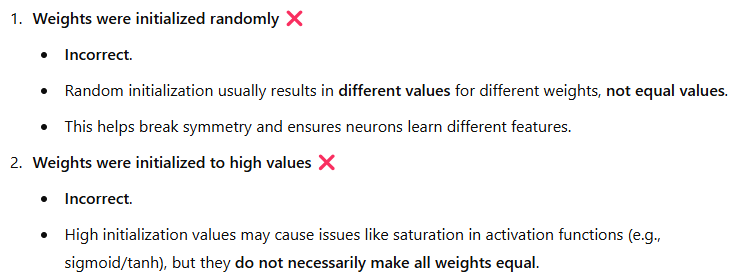 1. Weights were initialized randomly ❌
• Incorrect.
• Random initialization usually results in different values for different weights, not equal values.
• This helps break symmetry and ensures neurons learn different features.
2. Weights were initialized to high values ❌
• Incorrect.
• High initialization values may cause issues like saturation in activation functions (e.g.,
sigmoid/tanh), but they do not necessarily make all weights equal.